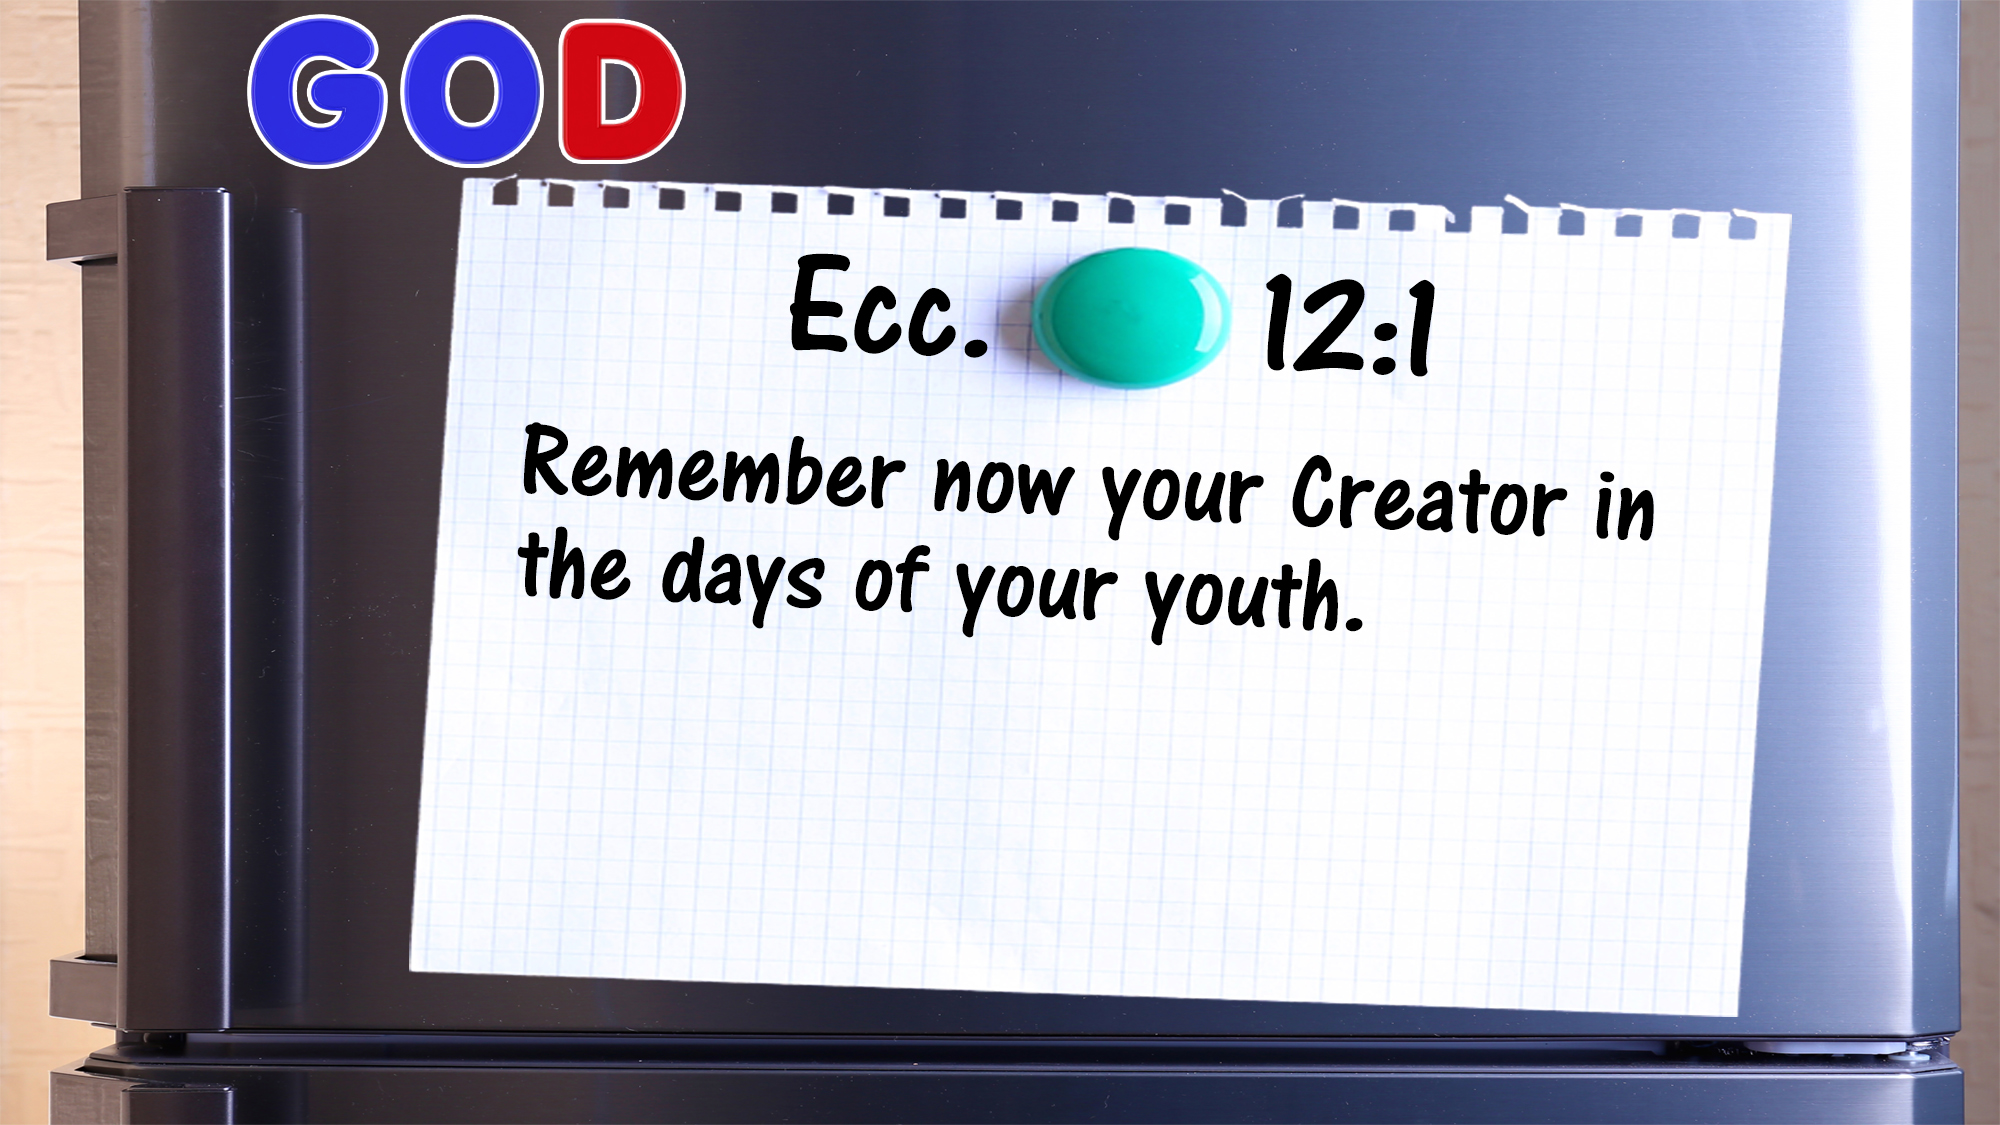 GOD
Ecc. 12:1
Remember now your Creator in
the days of your youth.